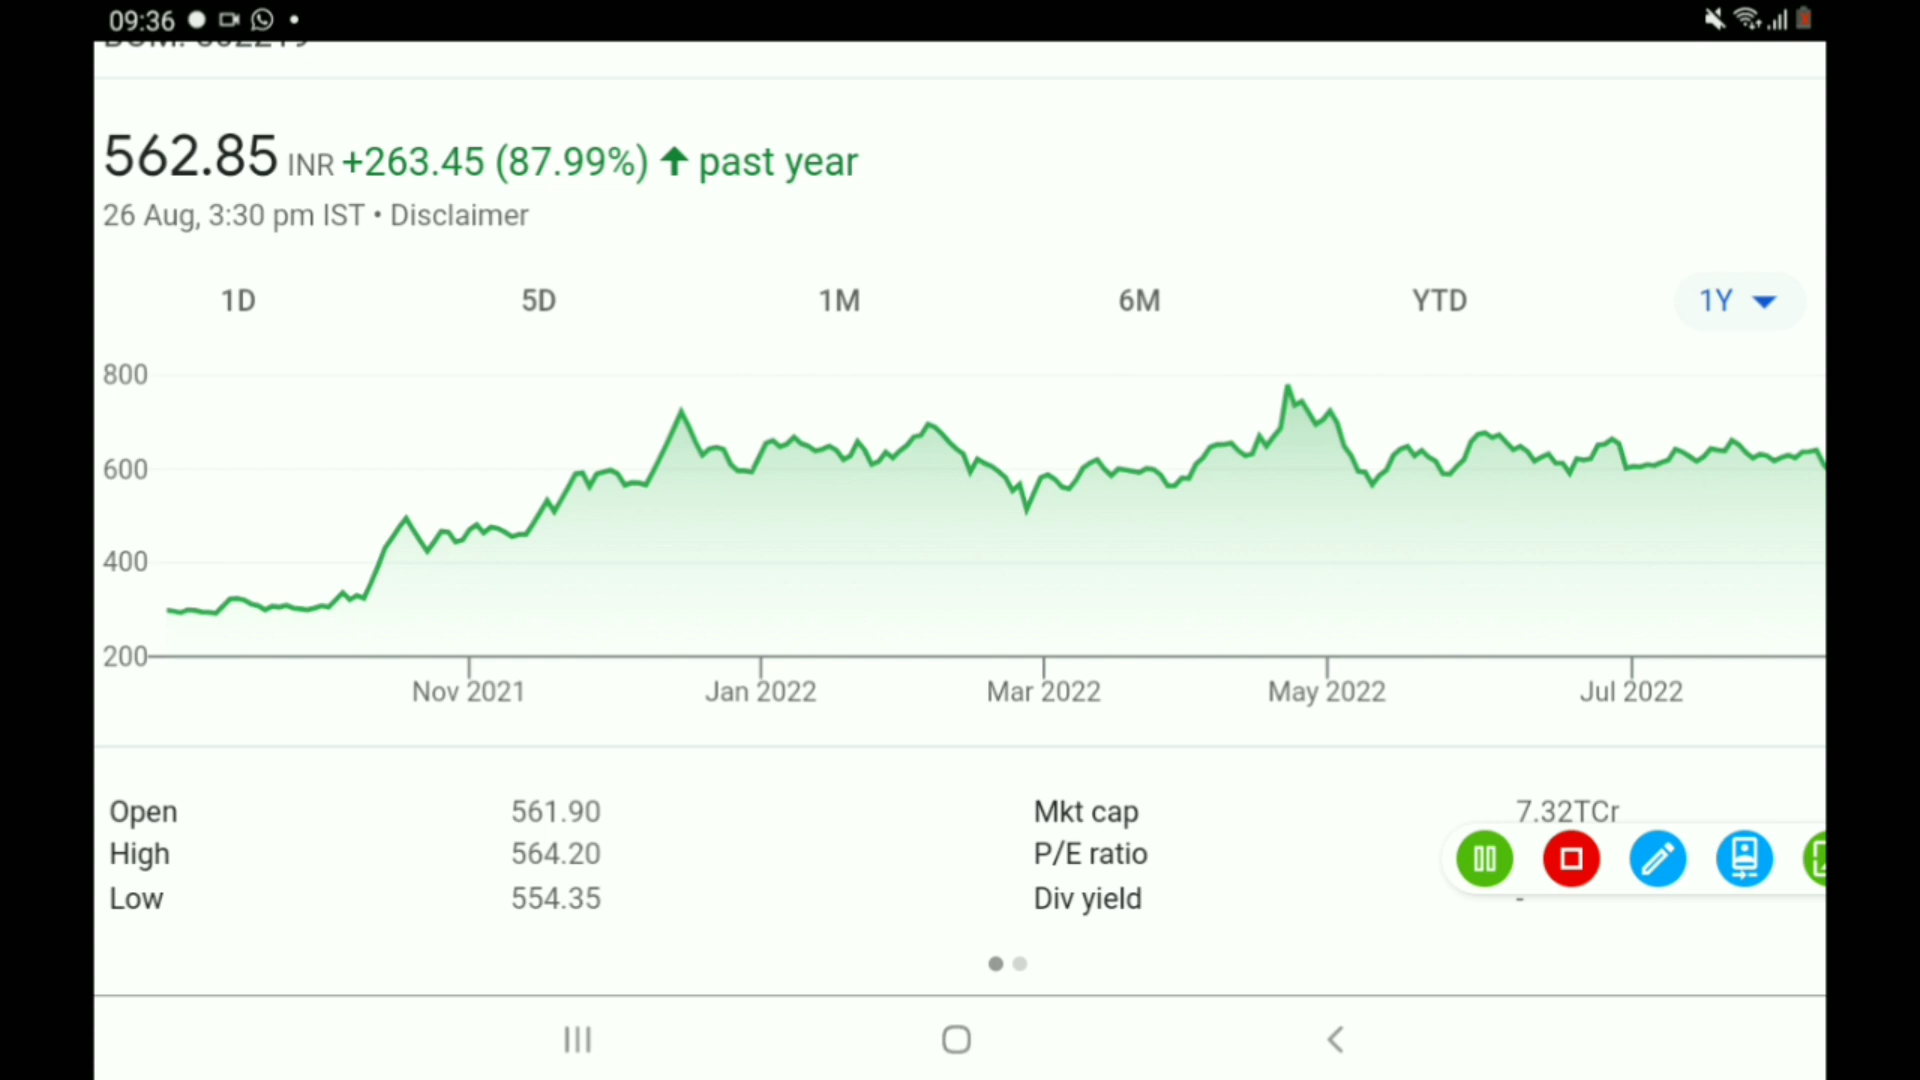 09:36
562.85 INR +263.45 (87.99%) ↑ past year
26 Aug, 3:30 pm IST • Disclaimer
1D 5D 1M 6M YTD 1Y
800
600
400
200
Nov 2021 Jan 2022 Mar 2022 May 2022 Jul 2022
Open 561.90 Mkt cap 7.32TCr
High 564.20 P/E ratio
Low 554.35 Div yield -